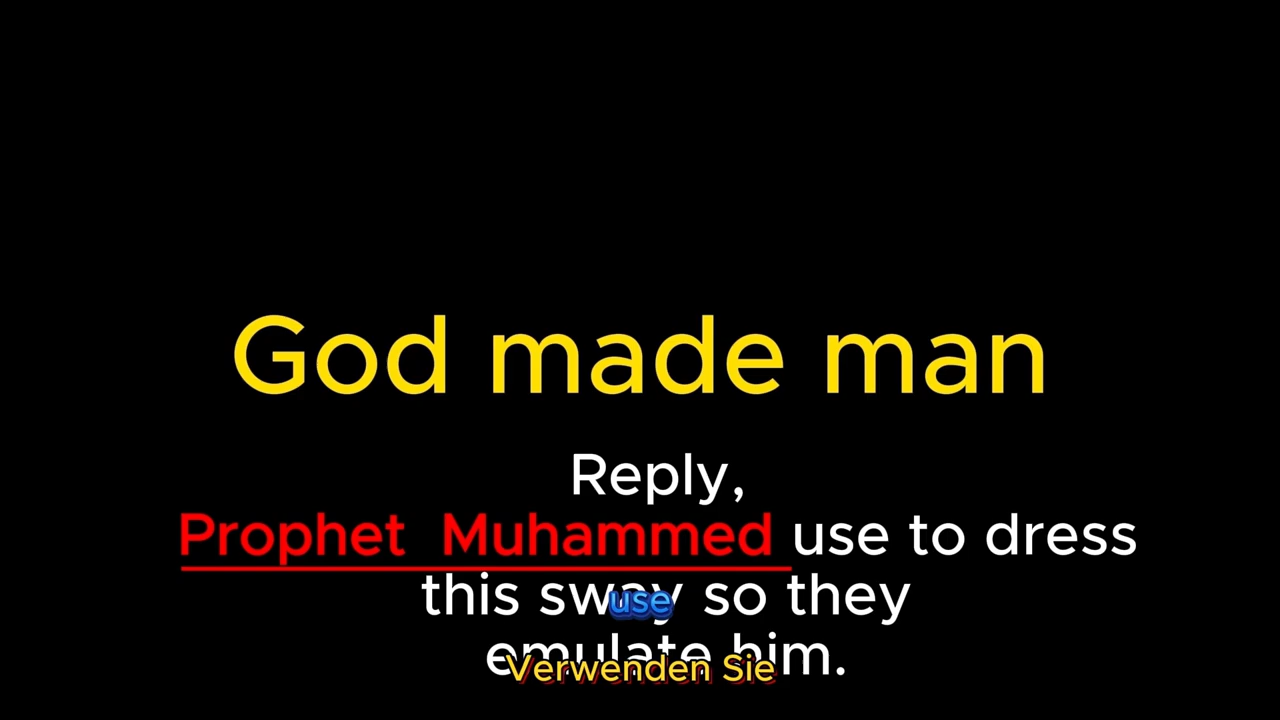 God made man
Reply,
Prophet Muhammed use to dress
this sway so they
use
emulate him.
Verwenden Sie